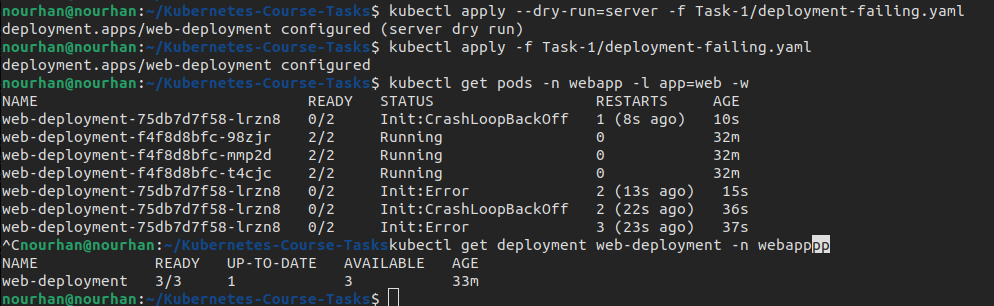 nourhan@nourhan:~/Kubernetes-Course-Tasks$ kubectl apply --dry-run=server -f Task-1/deployment-failing.yaml
deployment.apps/web-deployment configured (server dry run)
nourhan@nourhan:~/Kubernetes-Course-Tasks$ kubectl apply -f Task-1/deployment-failing.yaml
deployment.apps/web-deployment configured
nourhan@nourhan:~/Kubernetes-Course-Tasks$ kubectl get pods -n webapp -l app=web -w
NAME READY STATUS RESTARTS AGE
web-deployment-75db7d7f58-lrzn8 0/2 Init:CrashLoopBackOff 1 (8s ago) 10s
web-deployment-f4f8d8bfc-98zjr 2/2 Running 0 32m
web-deployment-f4f8d8bfc-mmp2d 2/2 Running 0 32m
web-deployment-f4f8d8bfc-t4cjc 2/2 Running 0 32m
web-deployment-75db7d7f58-lrzn8 0/2 Init:Error 2 (13s ago) 15s
web-deployment-75db7d7f58-lrzn8 0/2 Init:CrashLoopBackOff 2 (22s ago) 36s
web-deployment-75db7d7f58-lrzn8 0/2 Init:Error 3 (23s ago) 37s
^Cnourhan@nourhan:~/Kubernetes-Course-Taskskubectl get deployment web-deployment -n webapppp
NAME READY UP-TO-DATE AVAILABLE AGE
web-deployment 3/3 1 3 33m
nourhan@nourhan:~/Kubernetes-Course-Tasks$